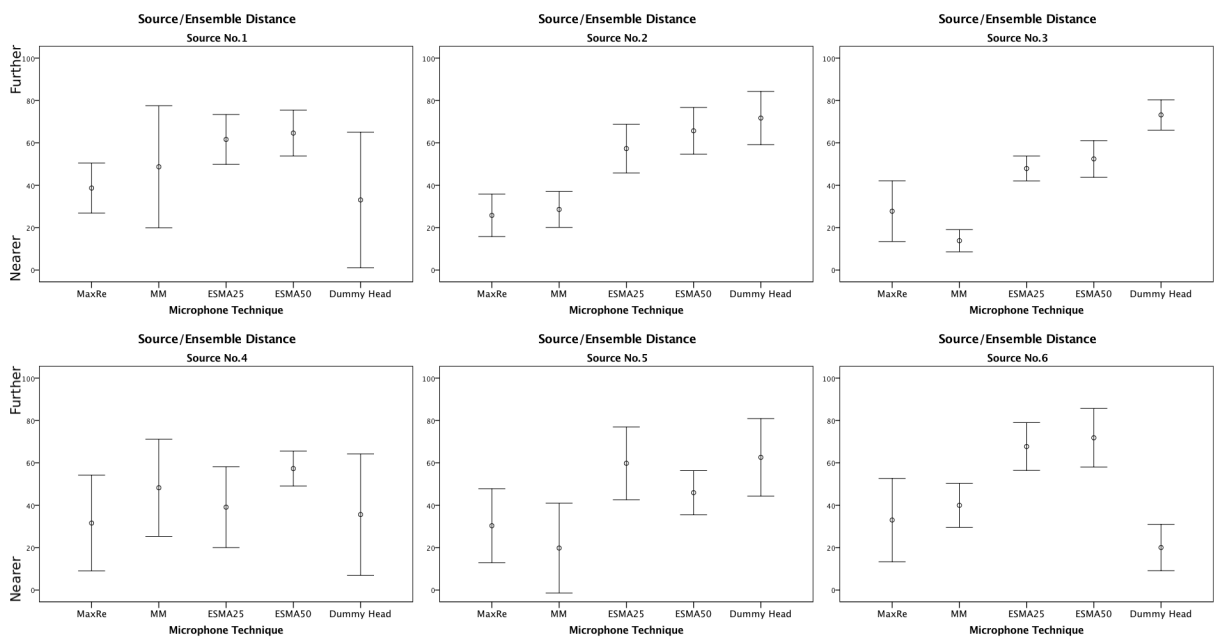 Source/Ensemble Distance
Source No.1
Further
Nearer
100
80
60
40
20
0
MaxRe MM ESMA25 ESMA50 Dummy Head
Microphone Technique
Source/Ensemble Distance
Source No.2
100
80
60
40
20
0
MaxRe MM ESMA25 ESMA50 Dummy Head
Microphone Technique
Source/Ensemble Distance
Source No.3
100
80
60
40
20
0
MaxRe MM ESMA25 ESMA50 Dummy Head
Microphone Technique
Source/Ensemble Distance
Source No.4
Further
Nearer
100
80
60
40
20
0
MaxRe MM ESMA25 ESMA50 Dummy Head
Microphone Technique
Source/Ensemble Distance
Source No.5
100
80
60
40
20
0
MaxRe MM ESMA25 ESMA50 Dummy Head
Microphone Technique
Source/Ensemble Distance
Source No.6
100
80
60
40
20
0
MaxRe MM ESMA25 ESMA50 Dummy Head
Microphone Technique